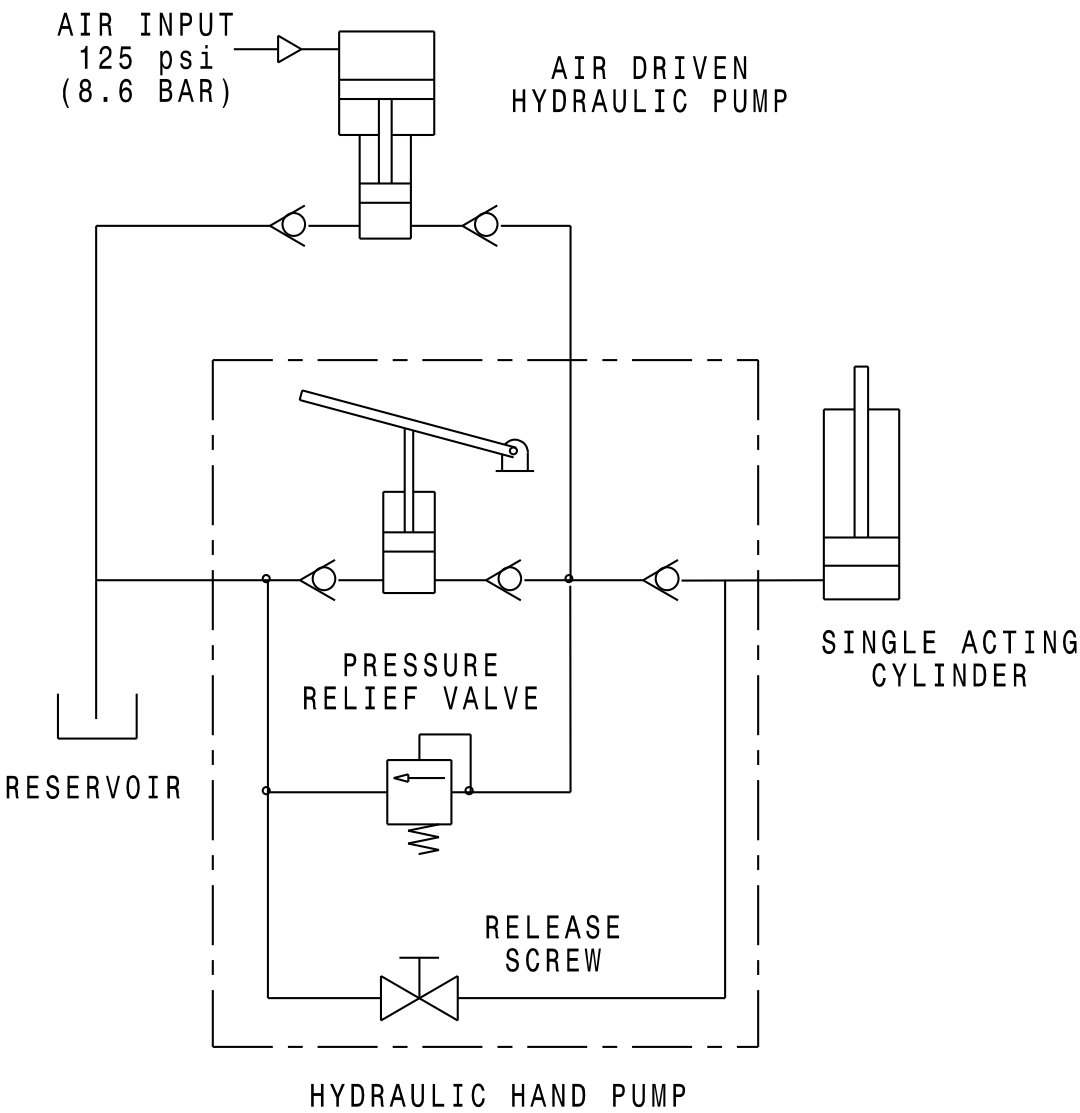 AIR INPUT
125 psi
(8.6 BAR)
AIR DRIVEN
HYDRAULIC PUMP
SINGLE ACTING
CYLINDER
PRESSURE
RELIEF VALVE
RESERVOIR
RELEASE
SCREW
HYDRAULIC HAND PUMP